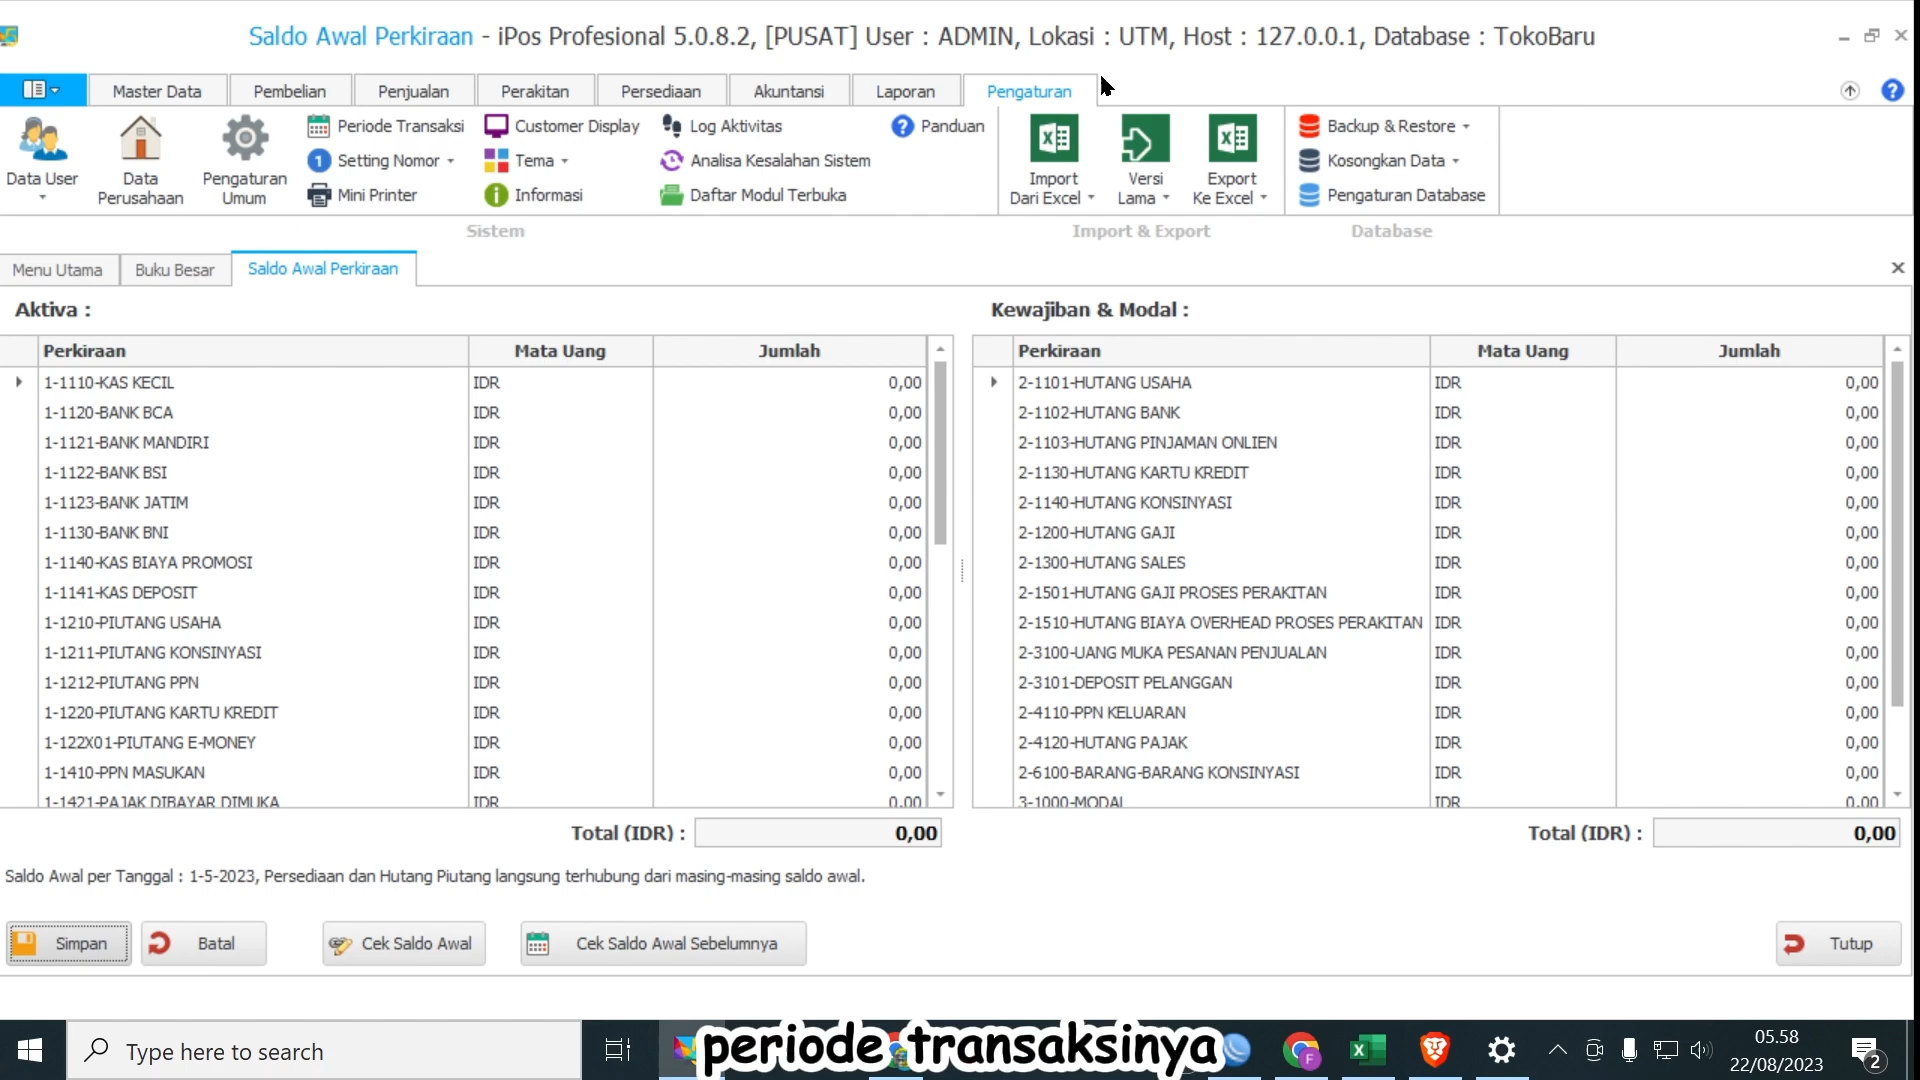 Saldo Awal Perkiraan - iPos Profesional 5.0.8.2, [PUSAT] User : ADMIN, Lokasi : UTM, Host : 127.0.0.1, Database : TokoBaru
Master Data Pembelian Penjualan Perakitan Persediaan Akuntansi Laporan Pengaturan
Data User
Data Perusahaan
Pengaturan Umum
Periode Transaksi
Setting Nomor
Mini Printer
Customer Display
Tema
Informasi
Log Aktivitas
Analisa Kesalahan Sistem
Daftar Modul Terbuka
Panduan
Import Dari Excel
Versi Lama
Export Ke Excel
Backup & Restore
Kosongkan Data
Pengaturan Database
Sistem
Import & Export
Database
Menu Utama Buku Besar Saldo Awal Perkiraan
Aktiva :
Perkiraan Mata Uang Jumlah
1-1110-KAS KECIL IDR 0,00
1-1120-BANK BCA IDR 0,00
1-1121-BANK MANDIRI IDR 0,00
1-1122-BANK BSI IDR 0,00
1-1123-BANK JATIM IDR 0,00
1-1130-BANK BNI IDR 0,00
1-1140-KAS BIAYA PROMOSI IDR 0,00
1-1141-KAS DEPOSIT IDR 0,00
1-1210-PIUTANG USAHA IDR 0,00
1-1211-PIUTANG KONSINYASI IDR 0,00
1-1212-PIUTANG PPN IDR 0,00
1-1220-PIUTANG KARTU KREDIT IDR 0,00
1-122X01-PIUTANG E-MONEY IDR 0,00
1-1410-PPN MASUKAN IDR 0,00
1-1421-PAJAK DIBAYAR DIMUKA IDR 0,00
Total (IDR) : 0,00
Kewajiban & Modal :
Perkiraan Mata Uang Jumlah
2-1101-HUTANG USAHA IDR 0,00
2-1102-HUTANG BANK IDR 0,00
2-1103-HUTANG PINJAMAN ONLIEN IDR 0,00
2-1130-HUTANG KARTU KREDIT IDR 0,00
2-1140-HUTANG KONSINYASI IDR 0,00
2-1200-HUTANG GAJI IDR 0,00
2-1300-HUTANG SALES IDR 0,00
2-1501-HUTANG GAJI PROSES PERAKITAN IDR 0,00
2-1510-HUTANG BIAYA OVERHEAD PROSES PERAKITAN IDR 0,00
2-3100-UANG MUKA PESANAN PENJUALAN IDR 0,00
2-3101-DEPOSIT PELANGGAN IDR 0,00
2-4110-PPN KELUARAN IDR 0,00
2-4120-HUTANG PAJAK IDR 0,00
2-6100-BARANG-BARANG KONSINYASI IDR 0,00
3-1000-MODAL IDR 0,00
Total (IDR) : 0,00
Saldo Awal per Tanggal : 1-5-2023, Persediaan dan Hutang Piutang langsung terhubung dari masing-masing saldo awal.
Simpan Batal Cek Saldo Awal Cek Saldo Awal Sebelumnya Tutup
Type here to search
periode transaksinya
05.58
22/08/2023
2